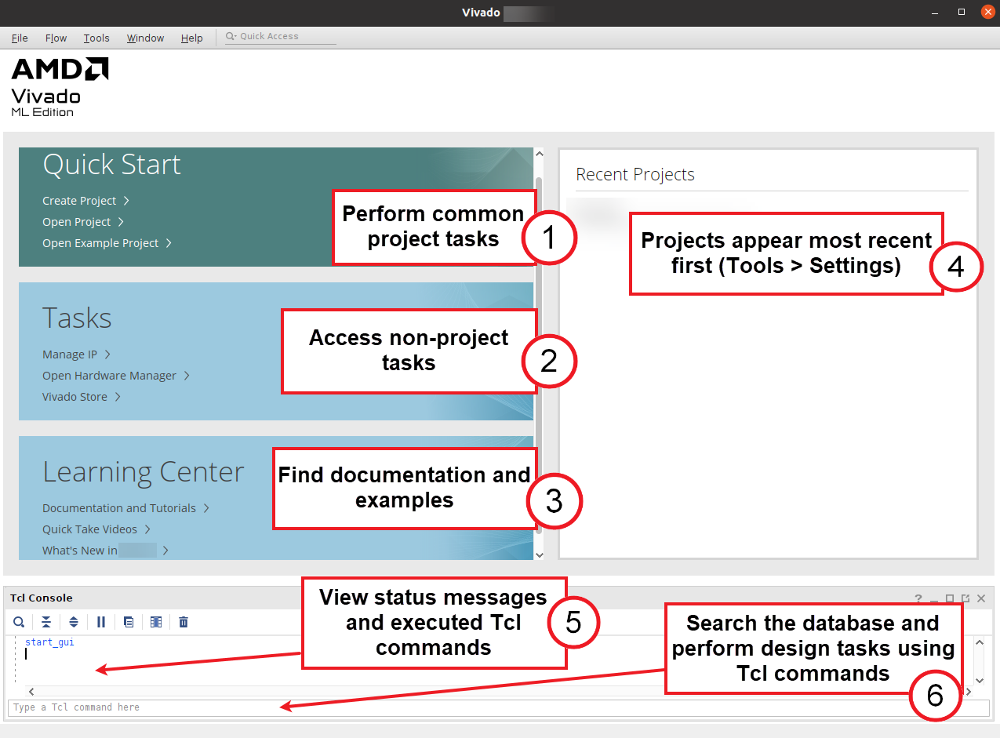 Vivado
File Flow Tools Window Help Quick Access
AMD
Vivado
ML Edition
Quick Start
Create Project
Open Project
Open Example Project
Perform common
project tasks
1
Tasks
Manage IP
Open Hardware Manager
Vivado Store
Access non-project
tasks
2
Learning Center
Documentation and Tutorials
Quick Take Videos
What's New in
Find documentation and
examples
3
Recent Projects
Projects appear most recent
first (Tools > Settings)
4
Tcl Console
start_gui
Type a Tcl command here
View status messages
and executed Tcl
commands
5
Search the database and
perform design tasks using
Tcl commands
6